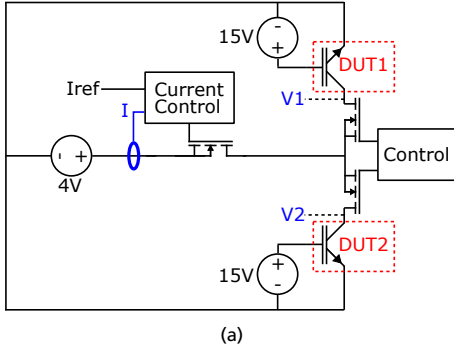 15V
- +
DUT1
V1
Iref
Current Control
I
- +
4V
Control
V2
DUT2
15V
+ -
(a)